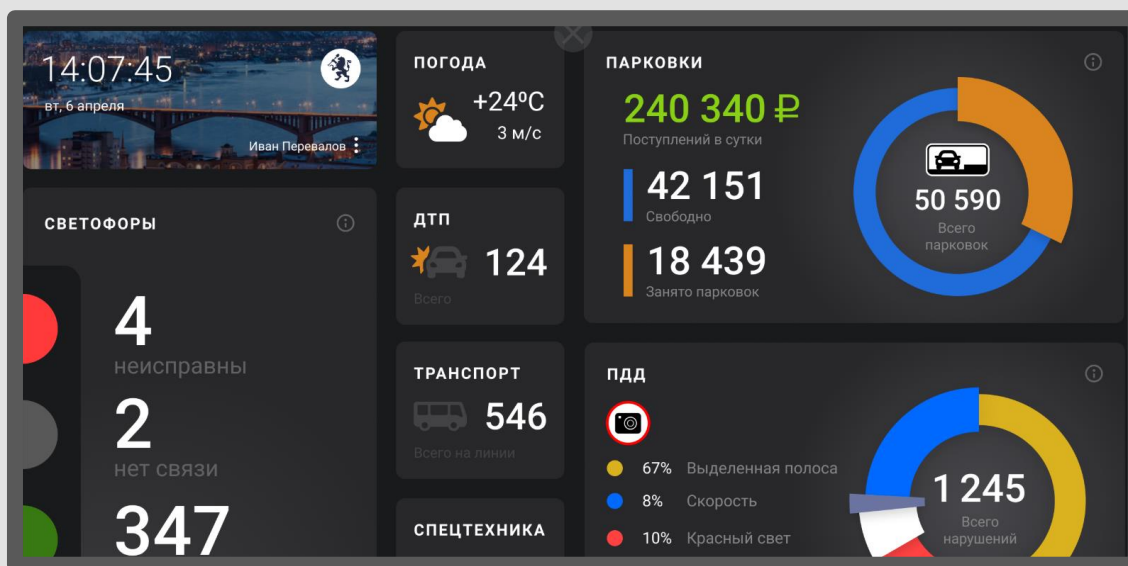 14:07:45
вт, 6 апреля
Иван Перевалов
СВЕТОФОРЫ
4
неисправны
2
нет связи
347
ПОГОДА
+24ºC
3 м/с
ДТП
124
Всего
ТРАНСПОРТ
546
Всего на линии
СПЕЦТЕХНИКА
ПАРКОВКИ
240 340 ₽
Поступлений в сутки
42 151
Свободно
18 439
Занято парковок
50 590
Всего
парковок
ПДД
67% Выделенная полоса
8% Скорость
10% Красный свет
1 245
Всего
нарушений